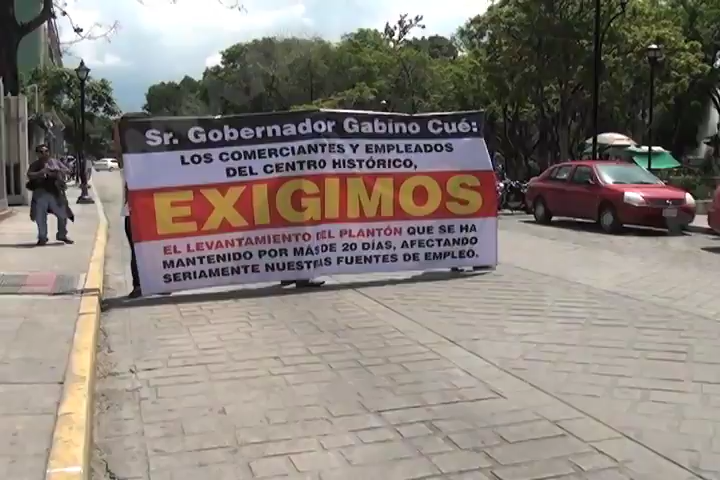 Sr. Gobernador Gabino Cué:
LOS COMERCIANTES Y EMPLEADOS
DEL CENTRO HISTÓRICO,
EXIGIMOS
EL LEVANTAMIENTO DEL PLANTÓN QUE SE HA
MANTENIDO POR MÁS DE 20 DÍAS, AFECTANDO
SERIAMENTE NUESTRAS FUENTES DE EMPLEO.